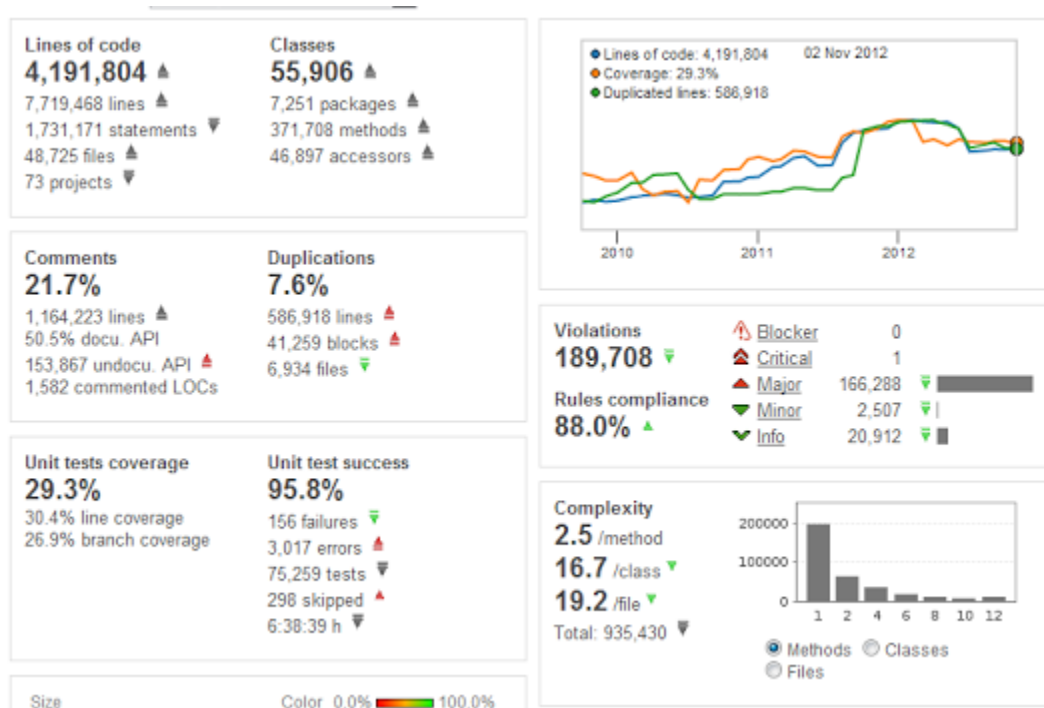 Lines of code
4,191,804
7,719,468 lines
1,731,171 statements
48,725 files
73 projects
Classes
55,906
7,251 packages
371,708 methods
46,897 accessors
Lines of code: 4,191,804 02 Nov 2012
Coverage: 29.3%
Duplicated lines: 586,918
2010 2011 2012
Comments
21.7%
1,164,223 lines
50.5% docu. API
153,867 undocu. API
1,582 commented LOCs
Duplications
7.6%
586,918 lines
41,259 blocks
6,934 files
Violations
189,708
Rules compliance
88.0%
Blocker 0
Critical 1
Major 166,288
Minor 2,507
Info 20,912
Unit tests coverage
29.3%
30.4% line coverage
26.9% branch coverage
Unit test success
95.8%
156 failures
3,017 errors
75,259 tests
298 skipped
6:38:39 h
Complexity
2.5 /method
16.7 /class
19.2 /file
Total: 935,430
200000
100000
0
1 2 4 6 8 10 12
Methods Classes
Files
Size Color 0.0% 100.0%